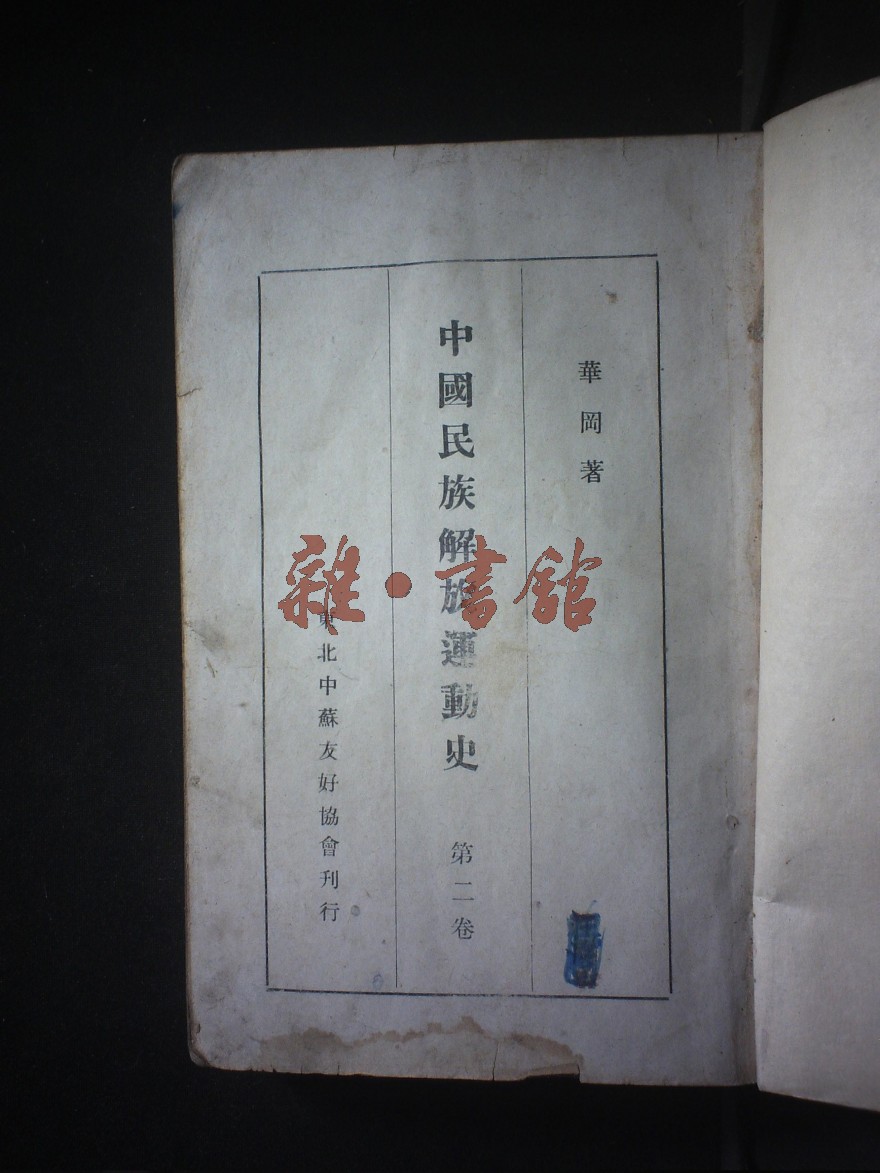 華岡著
中國民族解放運動史 第二卷
東北中蘇友好協會刊行
雜·書館